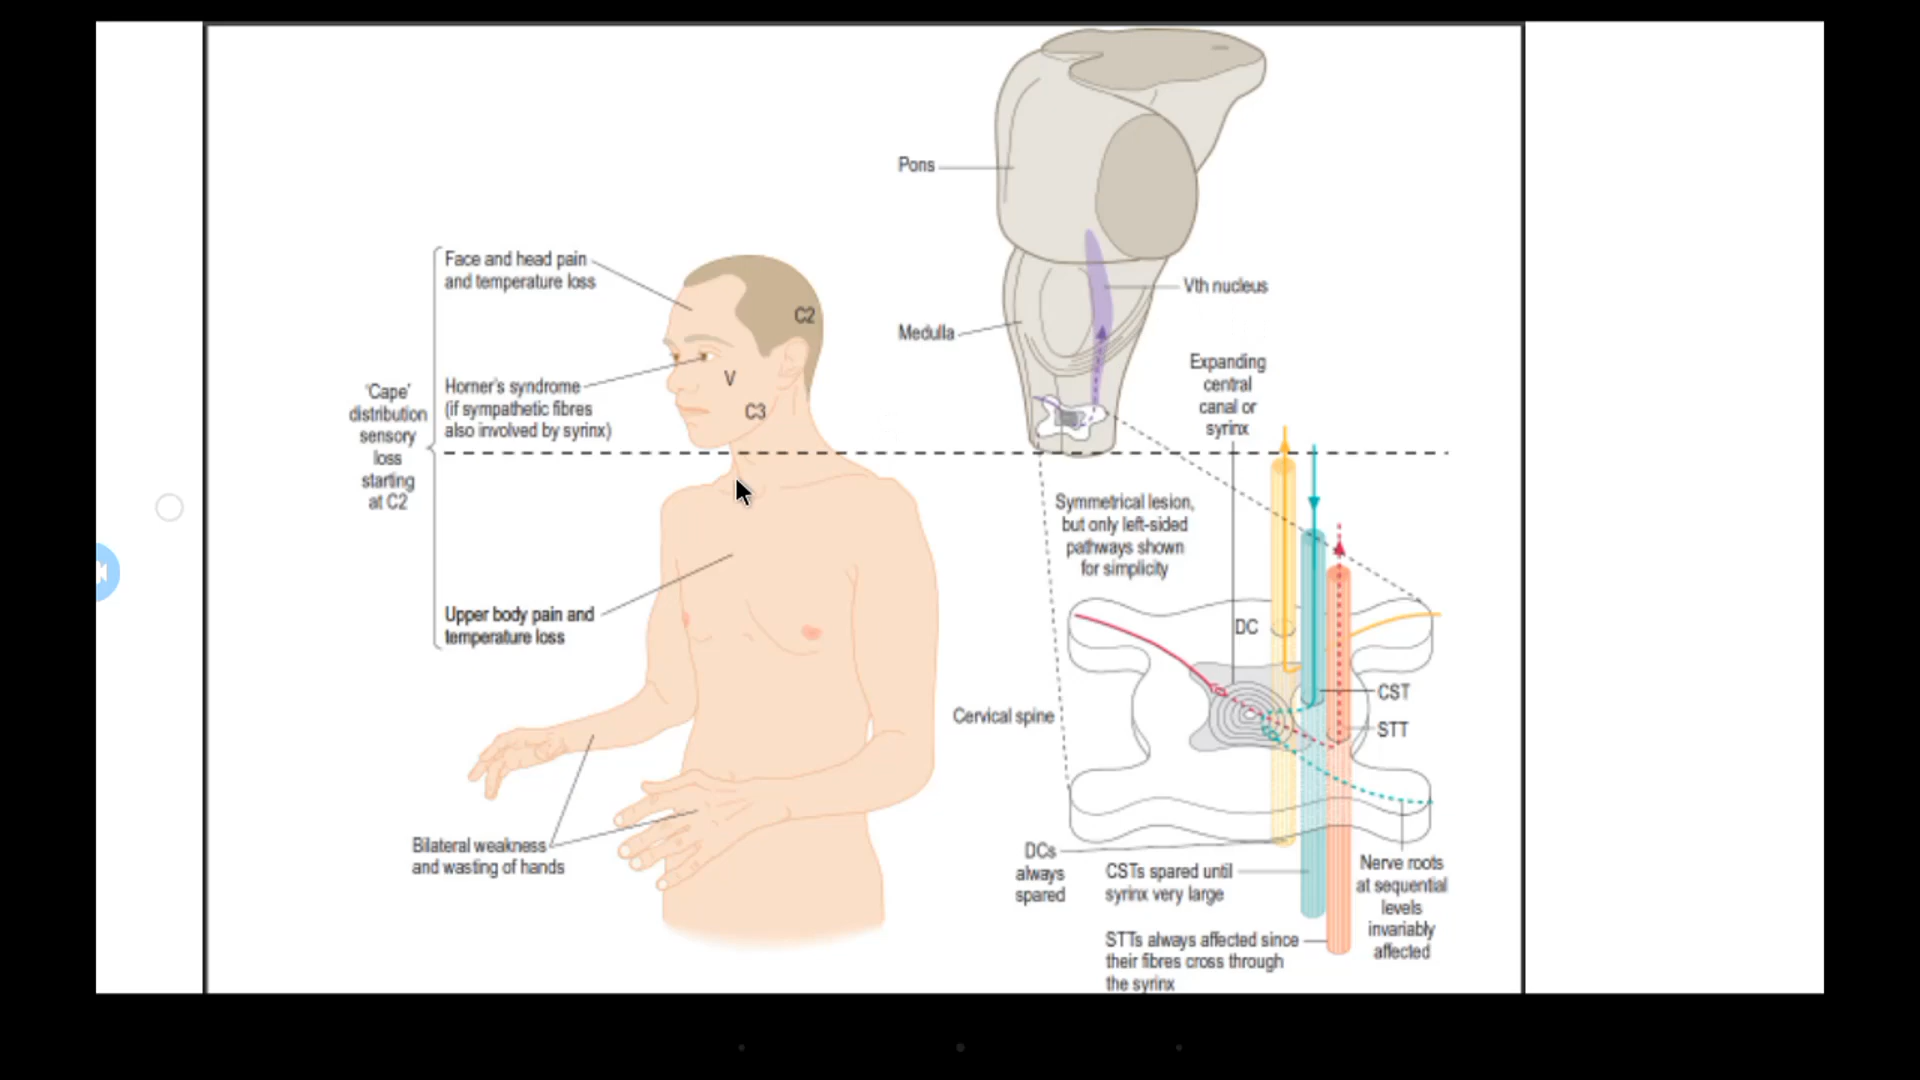 Pons
Face and head pain
and temperature loss
C2
Vth nucleus
Medulla
Expanding
central
canal or
syrinx
V
'Cape'
distribution
sensory
loss
starting
at C2
Horner's syndrome
(if sympathetic fibres
also involved by syrinx)
C3
Symmetrical lesion,
but only left-sided
pathways shown
for simplicity
Upper body pain and
temperature loss
DC
CST
STT
Cervical spine
Bilateral weakness
and wasting of hands
DCs
always
spared
CSTs spared until
syrinx very large
Nerve roots
at sequential
levels
invariably
affected
STTs always affected since
their fibres cross through
the syrinx